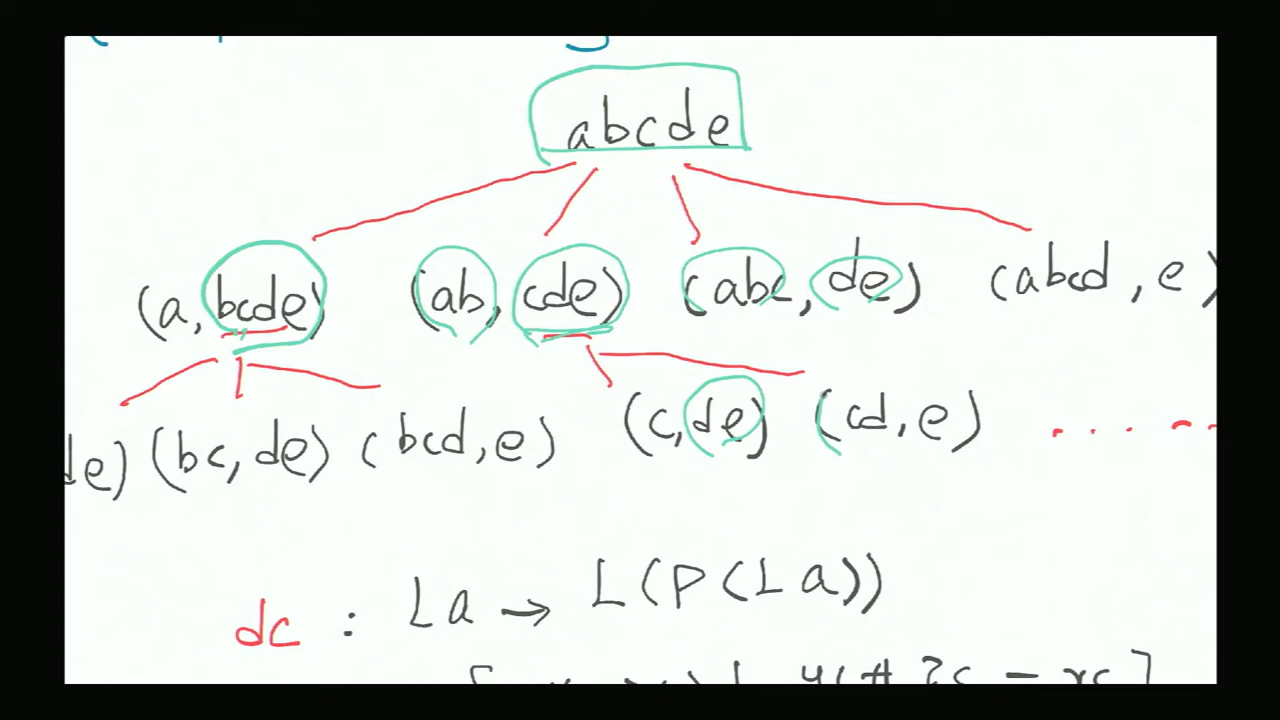 abcde
(a, bcde) (ab, cde) (abc, de) (abcd, e)
de) (bc, de) (bcd, e) (c, de) (cd, e) .....
dc : La → L(P(La))